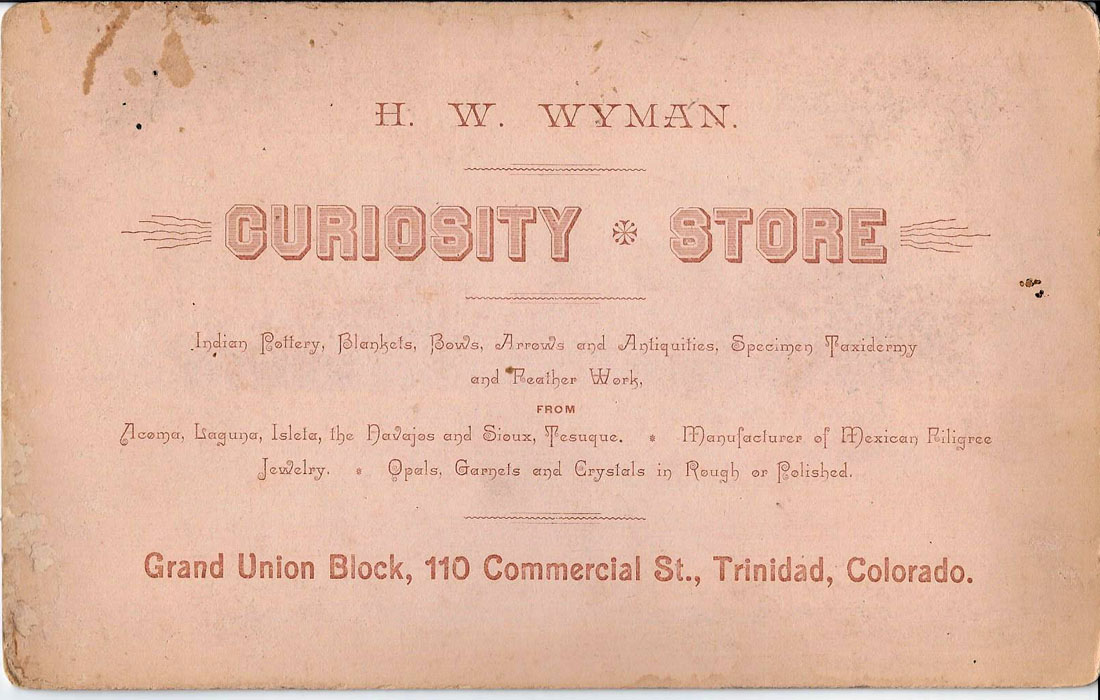 H. W. WYMAN.
CURIOSITY * STORE
Indian Pottery, Blankets, Bows, Arrows and Antiquities, Specimen Taxidermy
and Feather Work,
FROM
Acoma, Laguna, Isleta, the Navajos and Sioux, Tesuque. * Manufacturer of Mexican Filigree
Jewelry. * Opals, Garnets and Crystals in Rough or Polished.
Grand Union Block, 110 Commercial St., Trinidad, Colorado.